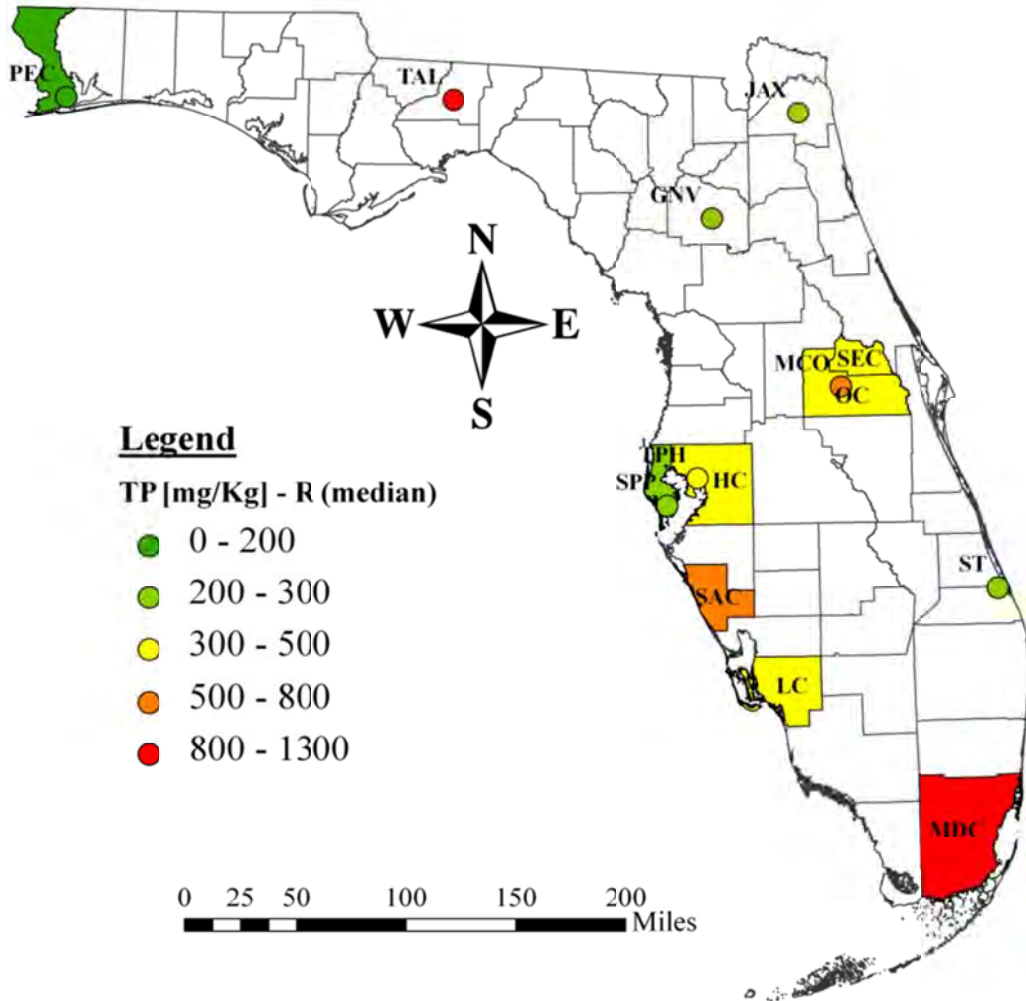 PEC
TAL
JAX
GNV
N
W E
S
MCO SEC
OC
Legend
TPH
SPP HC
TP [mg/Kg] - R (median)
0 - 200
200 - 300
ST
SAC
300 - 500
LC
500 - 800
800 - 1300
MDC
0 25 50 100 150 200
Miles